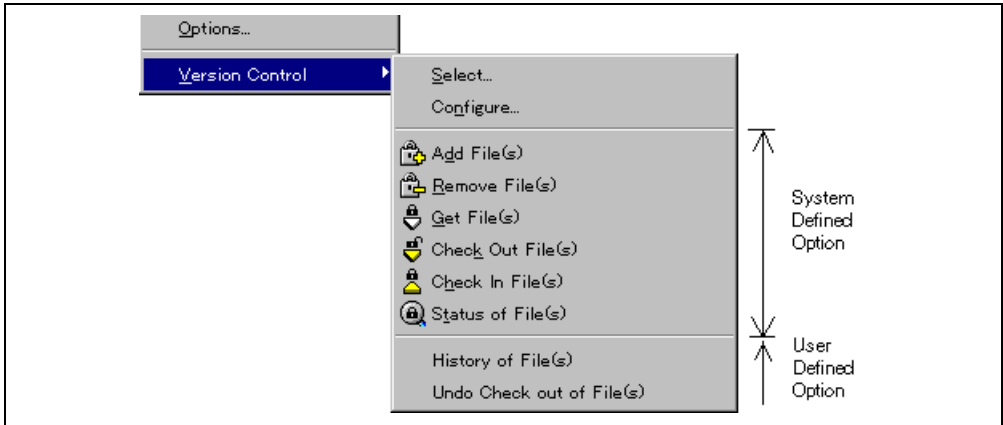 Options...
Version Control
Select...
Configure...
Add File(s)
Remove File(s)
Get File(s)
Check Out File(s)
Check In File(s)
Status of File(s)
History of File(s)
Undo Check out of File(s)
System
Defined
Option
User
Defined
Option